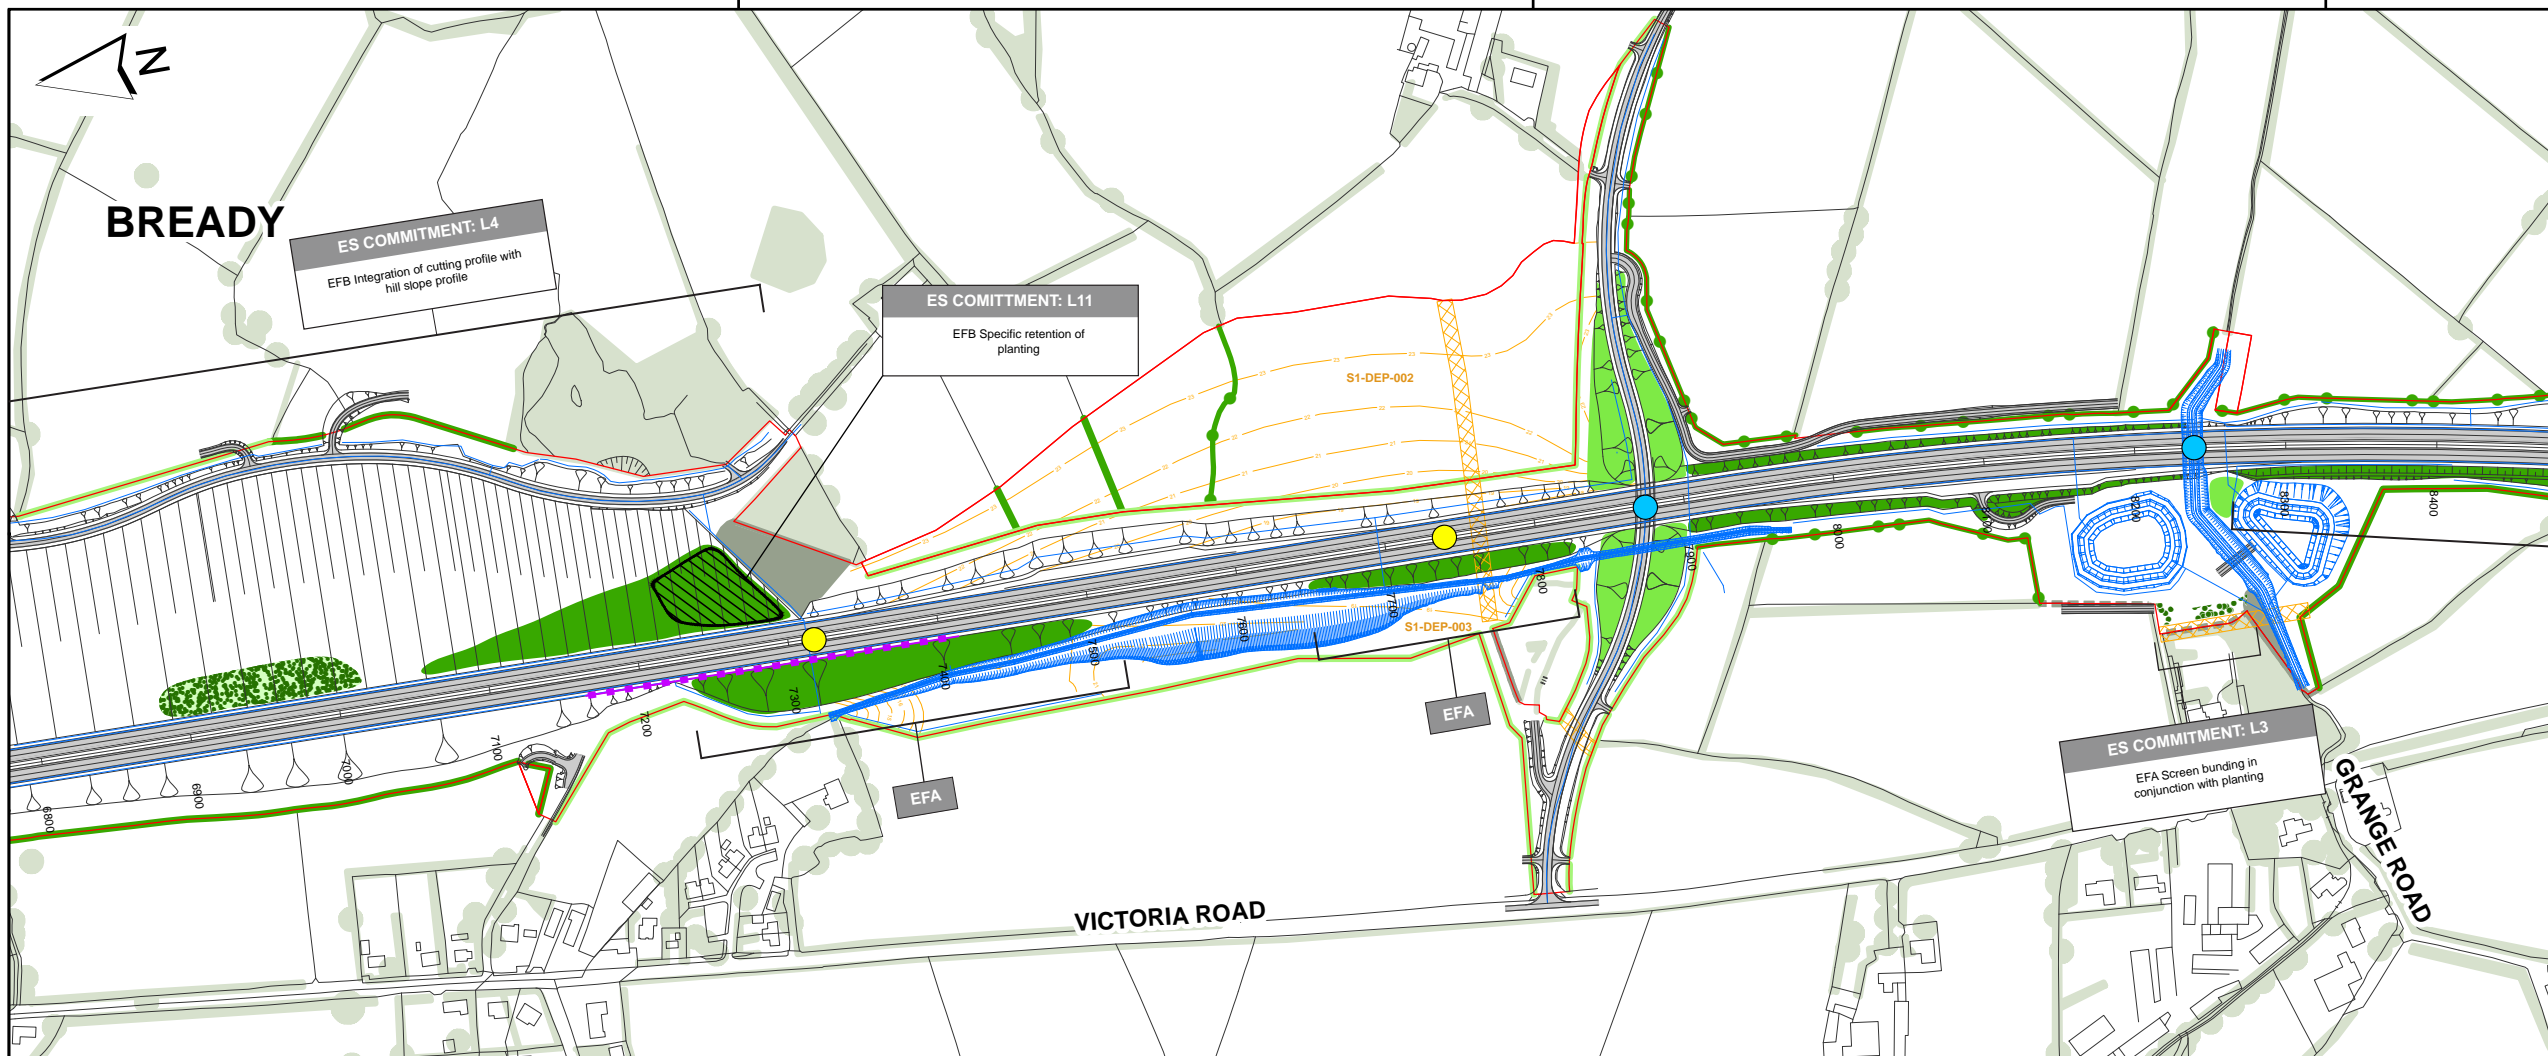 N
BREADY
ES COMMITMENT: L4
EFB Integration of cutting profile with
hill slope profile
ES COMITTMENT: L11
EFB Specific retention of
planting
S1-DEP-002
S1-DEP-003
EFA
EFA
ES COMMITMENT: L3
EFA Screen bunding in
conjunction with planting
VICTORIA ROAD
GRANGE ROAD
6800
6900
7000
7100
7200
7300
7400
7500
7600
7700
7800
7900
8000
8100
8200
8300
8400